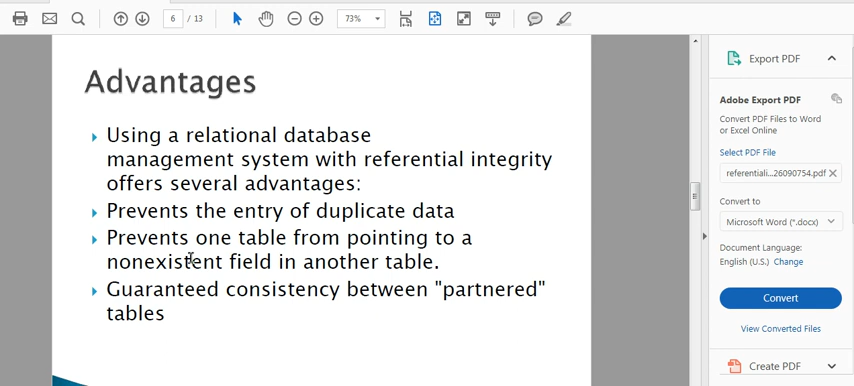 6 / 13
73%
Advantages
Using a relational database
management system with referential integrity
offers several advantages:
Prevents the entry of duplicate data
Prevents one table from pointing to a
nonexistent field in another table.
Guaranteed consistency between "partnered"
tables
Export PDF
Adobe Export PDF
Convert PDF Files to Word
or Excel Online
Select PDF File
referentiali...26090754.pdf
Convert to
Microsoft Word (*.docx)
Document Language:
English (U.S.) Change
Convert
View Converted Files
Create PDF